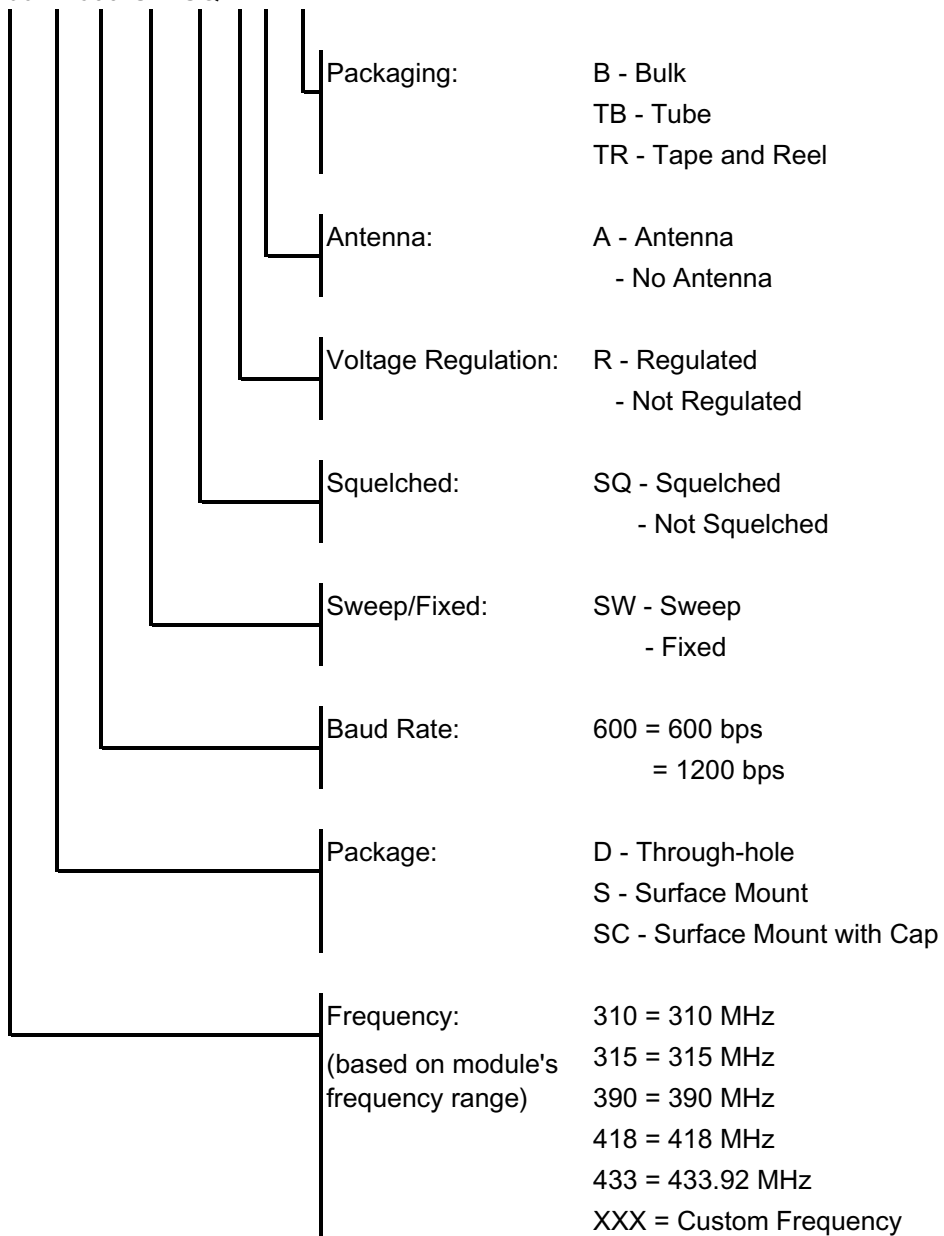 Packaging: B - Bulk
TB - Tube
TR - Tape and Reel
Antenna: A - Antenna
- No Antenna
Voltage Regulation: R - Regulated
- Not Regulated
Squelched: SQ - Squelched
- Not Squelched
Sweep/Fixed: SW - Sweep
- Fixed
Baud Rate: 600 = 600 bps
= 1200 bps
Package: D - Through-hole
S - Surface Mount
SC - Surface Mount with Cap
Frequency: 310 = 310 MHz
(based on module's 315 = 315 MHz
frequency range) 390 = 390 MHz
418 = 418 MHz
433 = 433.92 MHz
XXX = Custom Frequency